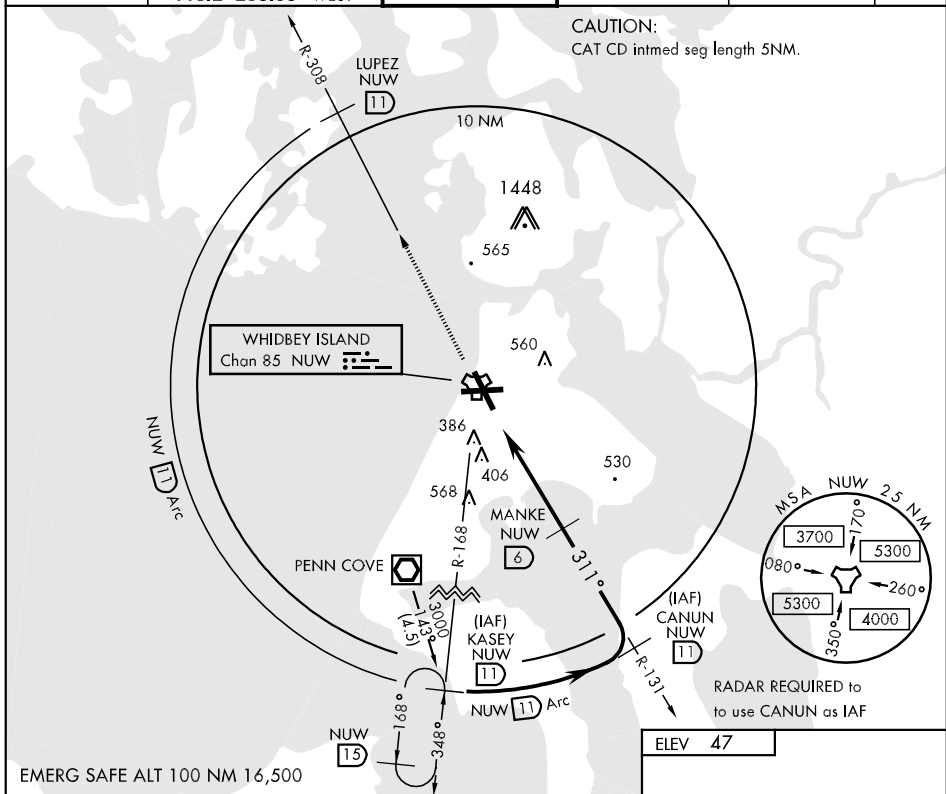 CAUTION:
CAT CD intmed seg length 5NM.
R-308
LUPEZ
NUW
11
10 NM
1448
565
WHIDBEY ISLAND
Chan 85 NUW
560
386
406
530
568
NUW 11 Arc
R-168
MANKE
NUW
6
311°
PENN COVE
3000
143°
(4.5)
(IAF)
KASEY
NUW
11
(IAF)
CANUN
NUW
11
R-131
NUW 11 Arc
168°
348°
NUW
15
MSA NUW 25 NM
3700
170°
5300
080°
260°
5300
4000
350°
RADAR REQUIRED to
to use CANUN as IAF
ELEV 47
EMERG SAFE ALT 100 NM 16,500